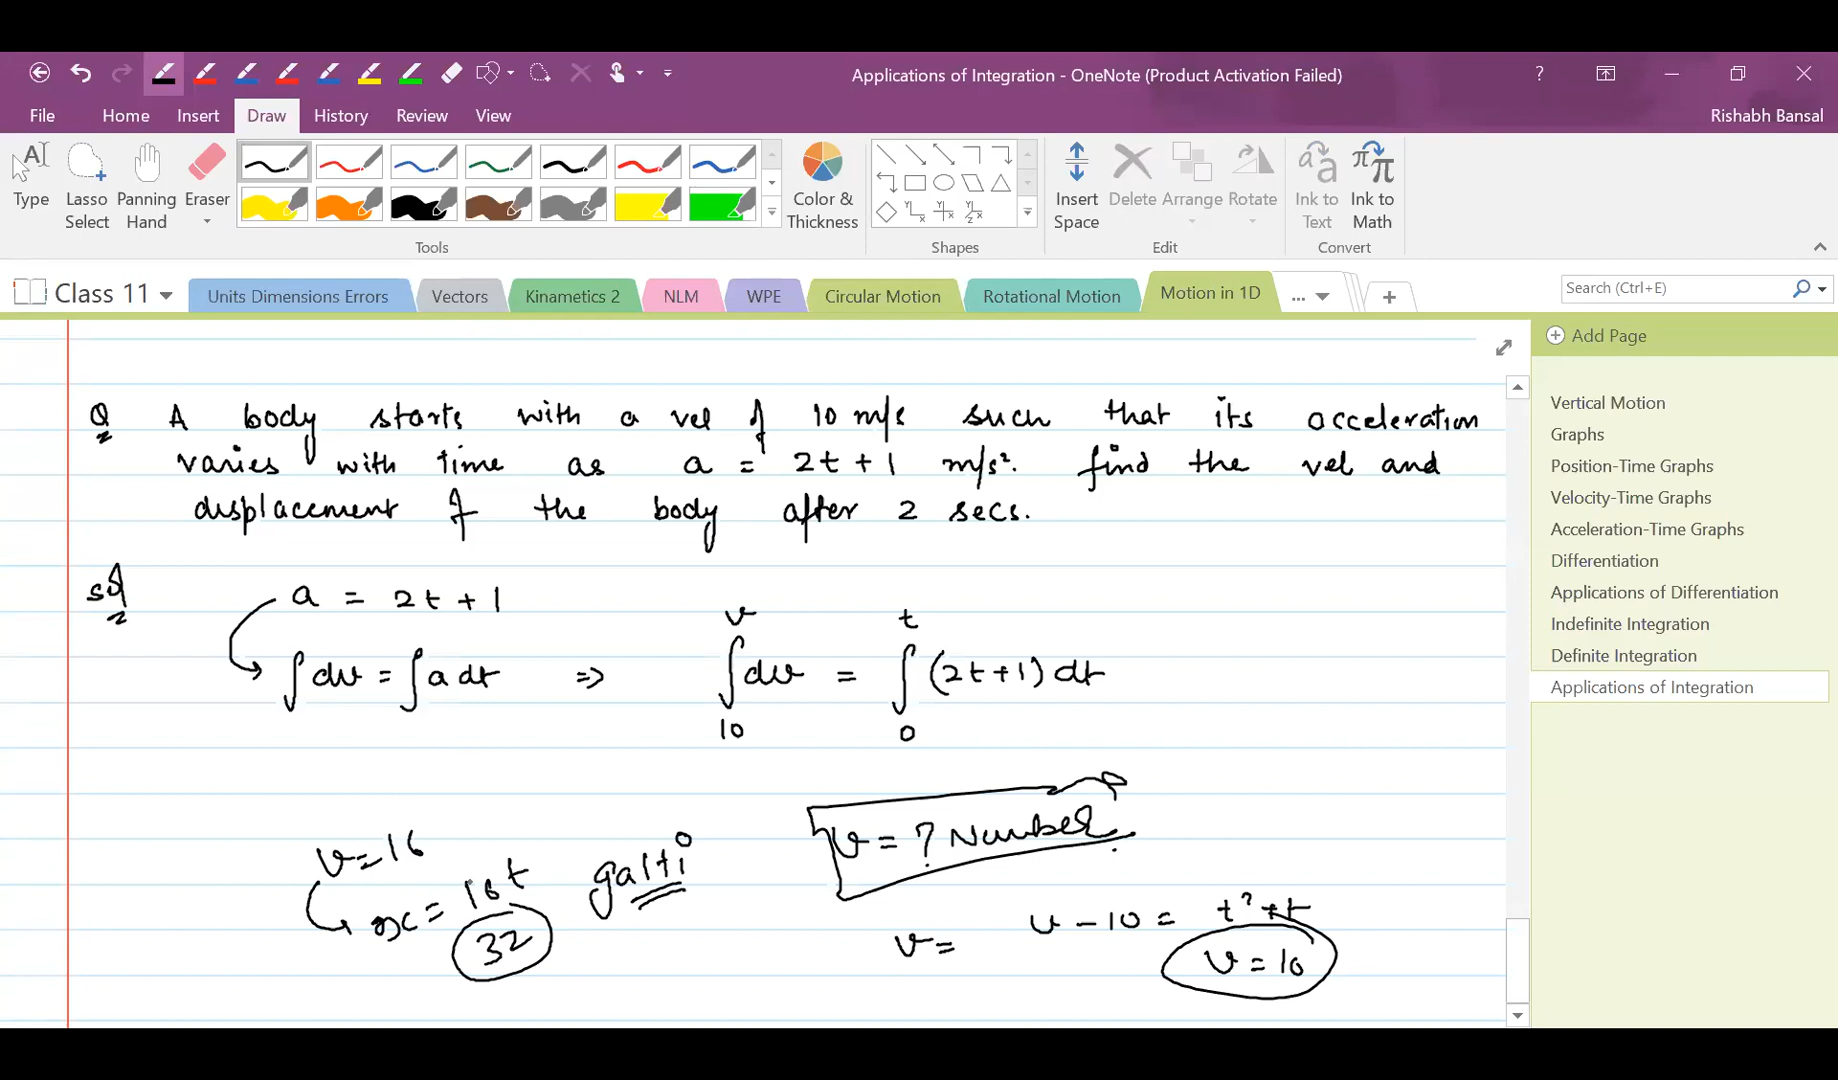 Applications of Integration - OneNote (Product Activation Failed)
?
File Home Insert Draw History Review View
Rishabh Bansal
Type
Lasso Select
Panning Hand
Eraser
Color & Thickness
Insert Space
Delete
Arrange
Rotate
Ink to Text
Ink to Math
Tools
Shapes
Edit
Convert
Class 11
Units Dimensions Errors
Vectors
Kinametics 2
NLM
WPE
Circular Motion
Rotational Motion
Motion in 1D
...
Search (Ctrl+E)
Add Page
Vertical Motion
Graphs
Position-Time Graphs
Velocity-Time Graphs
Acceleration-Time Graphs
Differentiation
Applications of Differentiation
Indefinite Integration
Definite Integration
Applications of Integration
Q A body starts with a vel of 10 m/s such that its acceleration
varies with time as a = 2t + 1 m/s². find the vel and
displacement of the body after 2 secs.
sol
a = 2t + 1
∫dv = ∫a dt ⇒ ∫₁₀ᵛ dv = ∫₀ᵗ (2t+1) dt
v = ? Number
v = 16
x = 16t
32
galti
v - 10 = t² + t
v =
v = 10